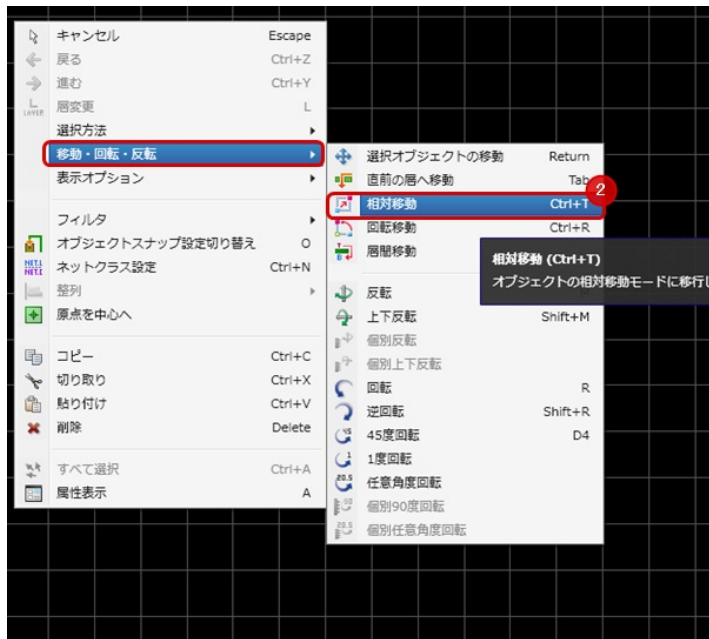 キャンセル Escape
戻る Ctrl+Z
進む Ctrl+Y
LAYER 層変更 L
選択方法
移動・回転・反転
表示オプション
フィルタ
オブジェクトスナップ設定切り替え O
NET.1 NET.1 ネットクラス設定 Ctrl+N
整列
原点を中心へ
コピー Ctrl+C
切り取り Ctrl+X
貼り付け Ctrl+V
削除 Delete
すべて選択 Ctrl+A
属性表示 A
選択オブジェクトの移動 Return
直前の層へ移動 Tab
2
相対移動 Ctrl+T
回転移動 Ctrl+R
層間移動
相対移動 (Ctrl+T)
オブジェクトの相対移動モードに移行し
反転
上下反転 Shift+M
個別反転
個別上下反転
回転 R
逆回転 Shift+R
45 45度回転 D4
1 1度回転
20.5 任意角度回転
90 個別90度回転
20.5 個別任意角度回転